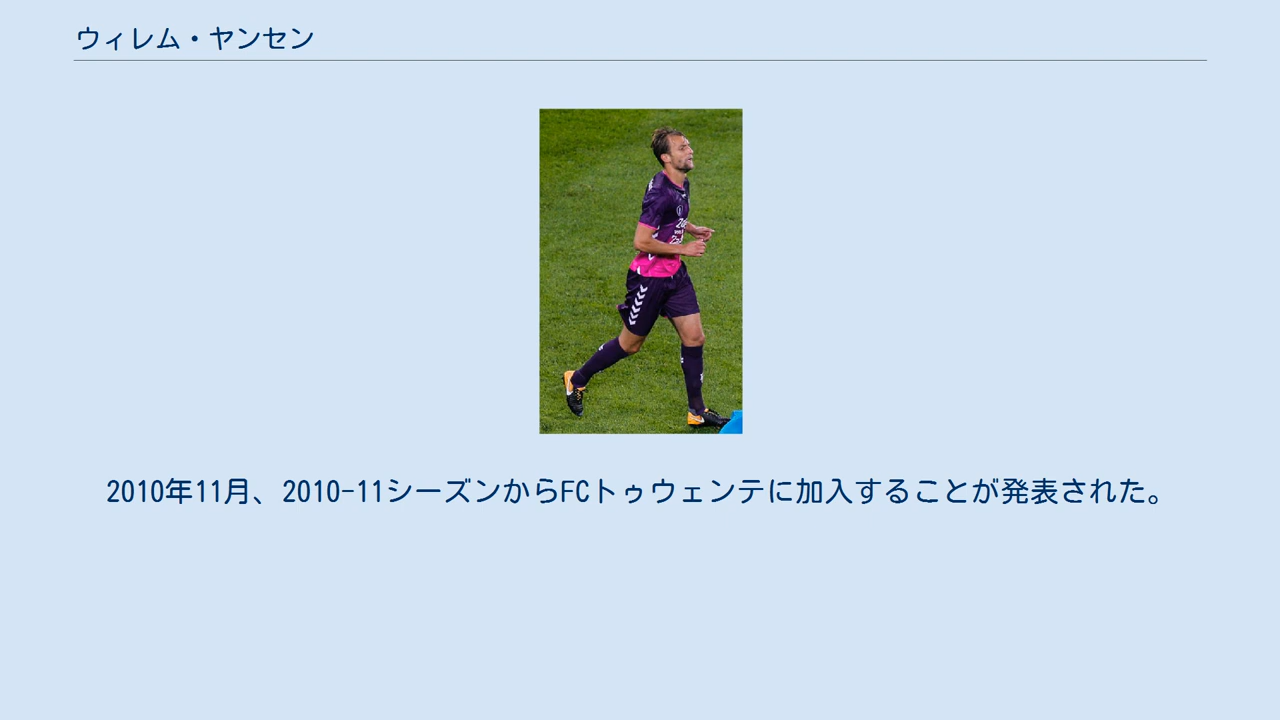 ウィレム・ヤンセン
2010年11月、2010-11シーズンからFCトゥウェンテに加入することが発表された。